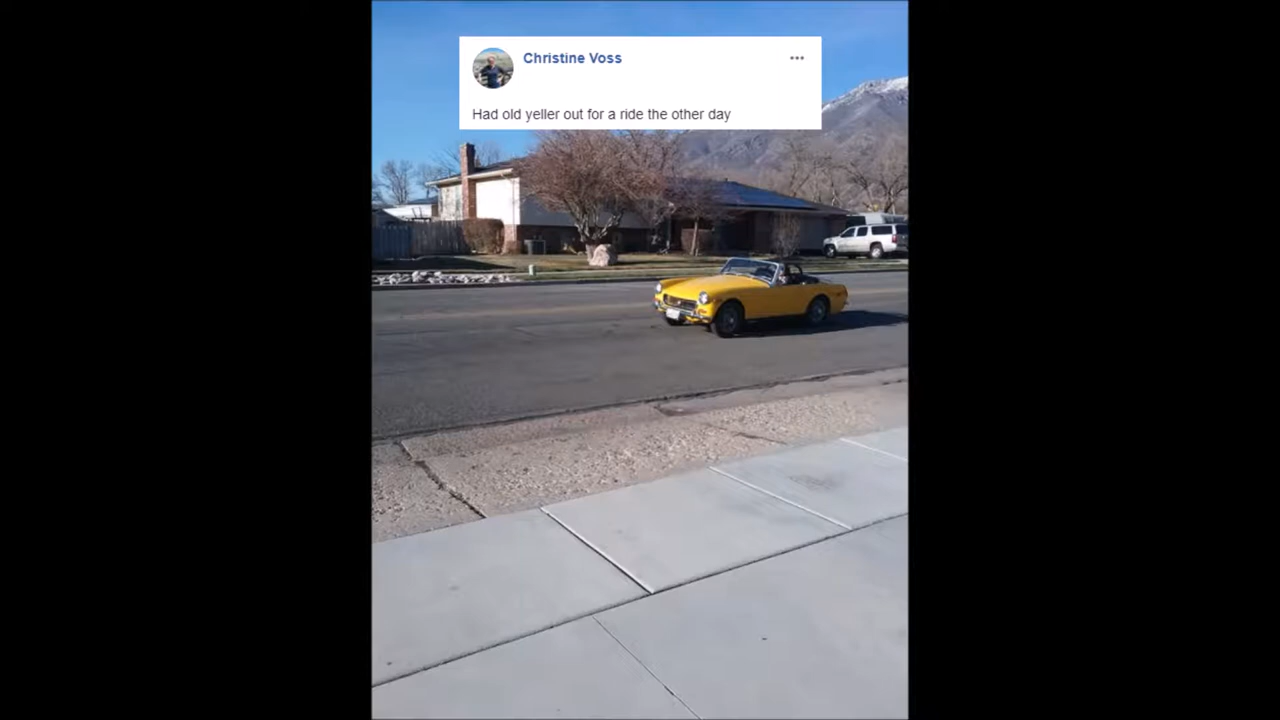 Christine Voss
Had old yeller out for a ride the other day